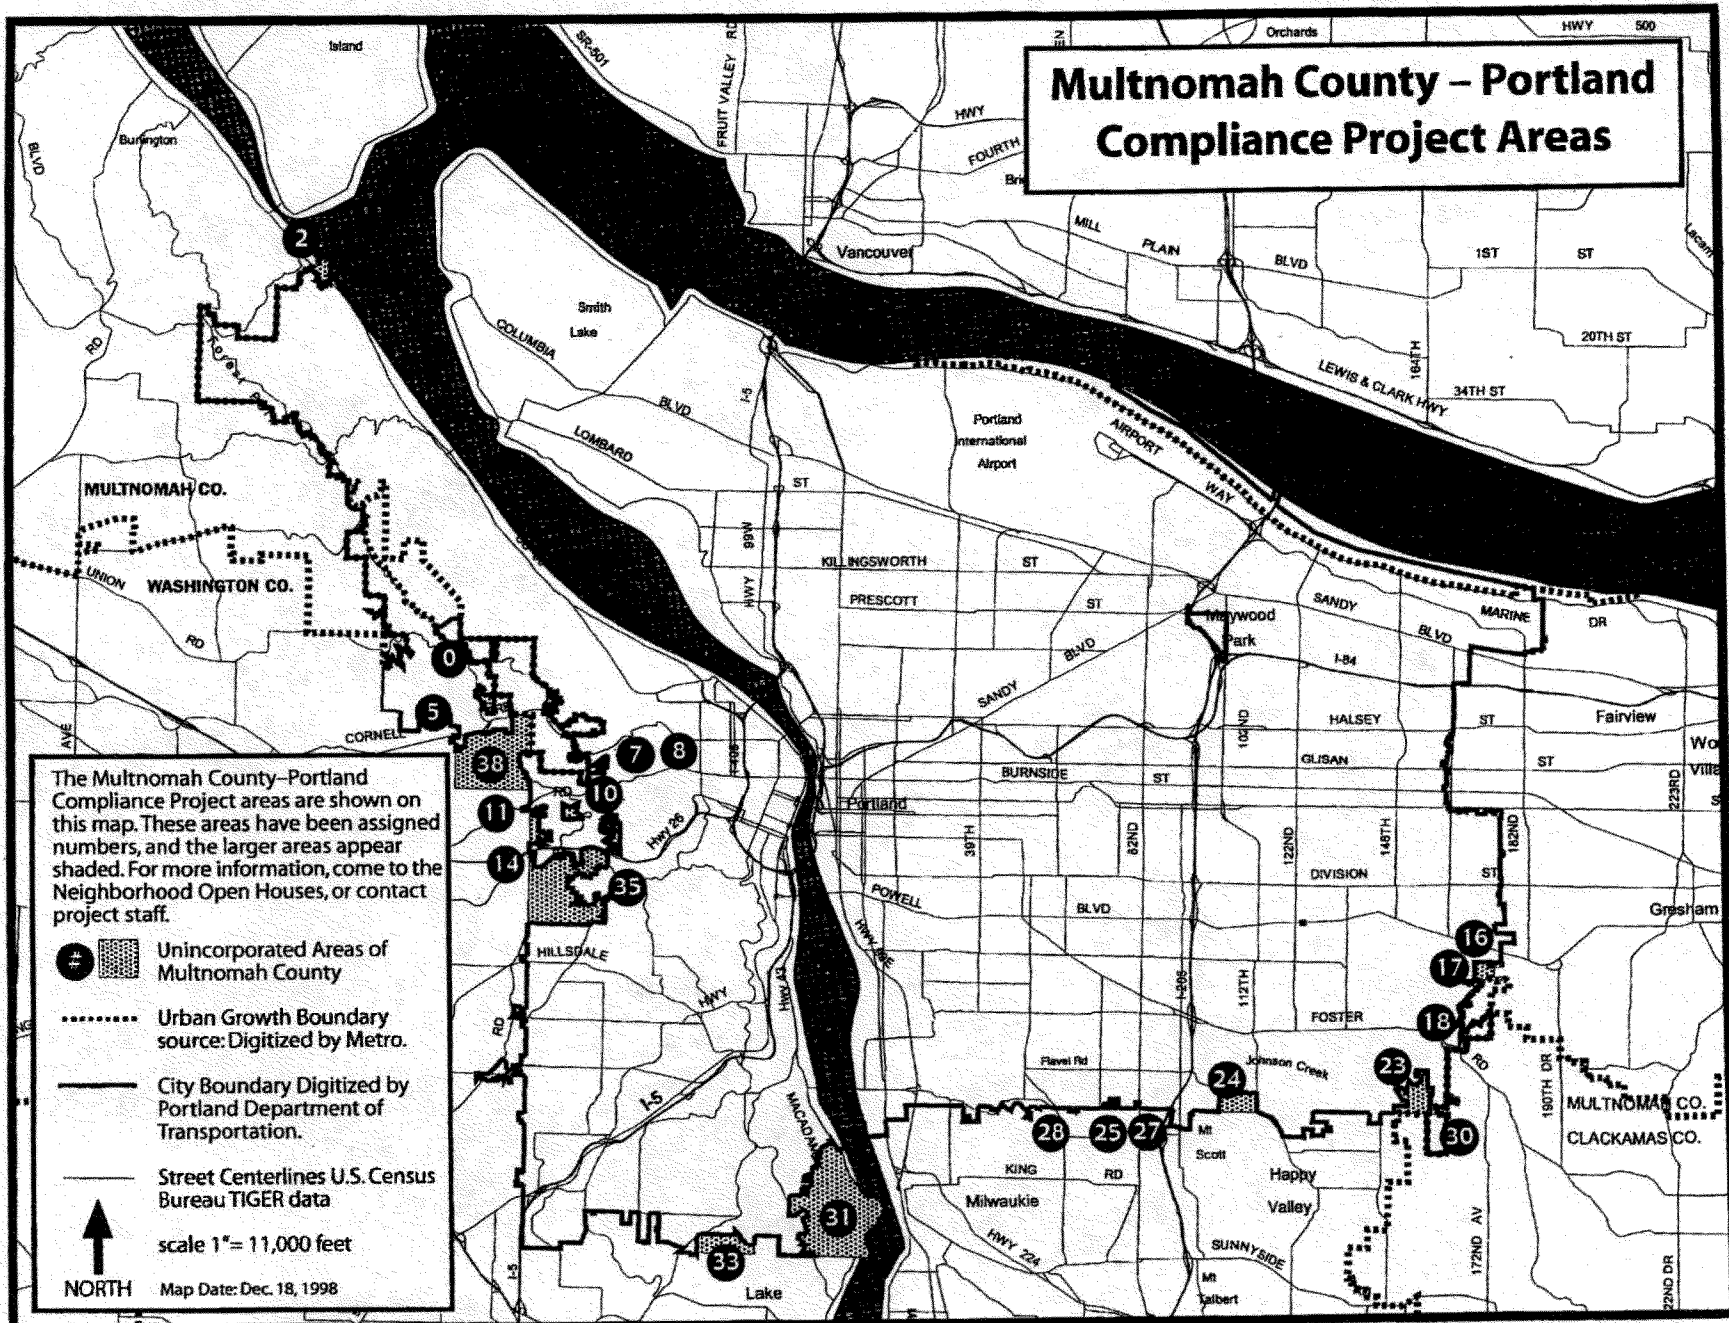 Multnomah County – Portland
Compliance Project Areas
Island
SR-501
FRUIT VALLEY RD
Orchards
HWY 500
HWY
FOURTH
Burlington
BLVD
MILL
PLAIN
BLVD
1ST ST
Vancouver
2
Smith
Lake
COLUMBIA
BLVD
I-5
20TH ST
164TH
LEWIS & CLARK HWY
34TH ST
RD
LOMBARD
ST
Portland
International
Airport
AIRPORT
WAY
MULTNOMAH CO.
WASHINGTON CO.
UNION
RD
HWY 99W
KILLINGSWORTH ST
PRESCOTT ST
Maywood
Park
SANDY
BLVD
MARINE
DR
SANDY
BLVD
I-84
0
5
CORNELL
AVE
102ND
HALSEY ST
Fairview
38
7
8
I-405
BURNSIDE ST
GLISAN ST
RD
10
11
Portland
223RD
Hwy 26
39TH
82ND
122ND
148TH
182ND
14
35
POWELL
BLVD
DIVISION ST
Gresham
HILLSDALE
HWY
HWY 43
HWY 99E
I-205
112TH
16
17
FOSTER
18
RD
RD
Flavel Rd
24
Johnson Creek
23
190TH DR
I-5
MACADAM
28
25
27
30
MULTNOMAH CO.
CLACKAMAS CO.
Mt
Scott
KING RD
Happy
Valley
Milwaukie
31
33
HWY 224
SUNNYSIDE
172ND AV
Mt
Talbert
I-5
Lake
The Multnomah County–Portland
Compliance Project areas are shown on
this map. These areas have been assigned
numbers, and the larger areas appear
shaded. For more information, come to the
Neighborhood Open Houses, or contact
project staff.
# Unincorporated Areas of
Multnomah County
Urban Growth Boundary
source: Digitized by Metro.
City Boundary Digitized by
Portland Department of
Transportation.
Street Centerlines U.S. Census
Bureau TIGER data
scale 1"= 11,000 feet
NORTH
Map Date: Dec. 18, 1998